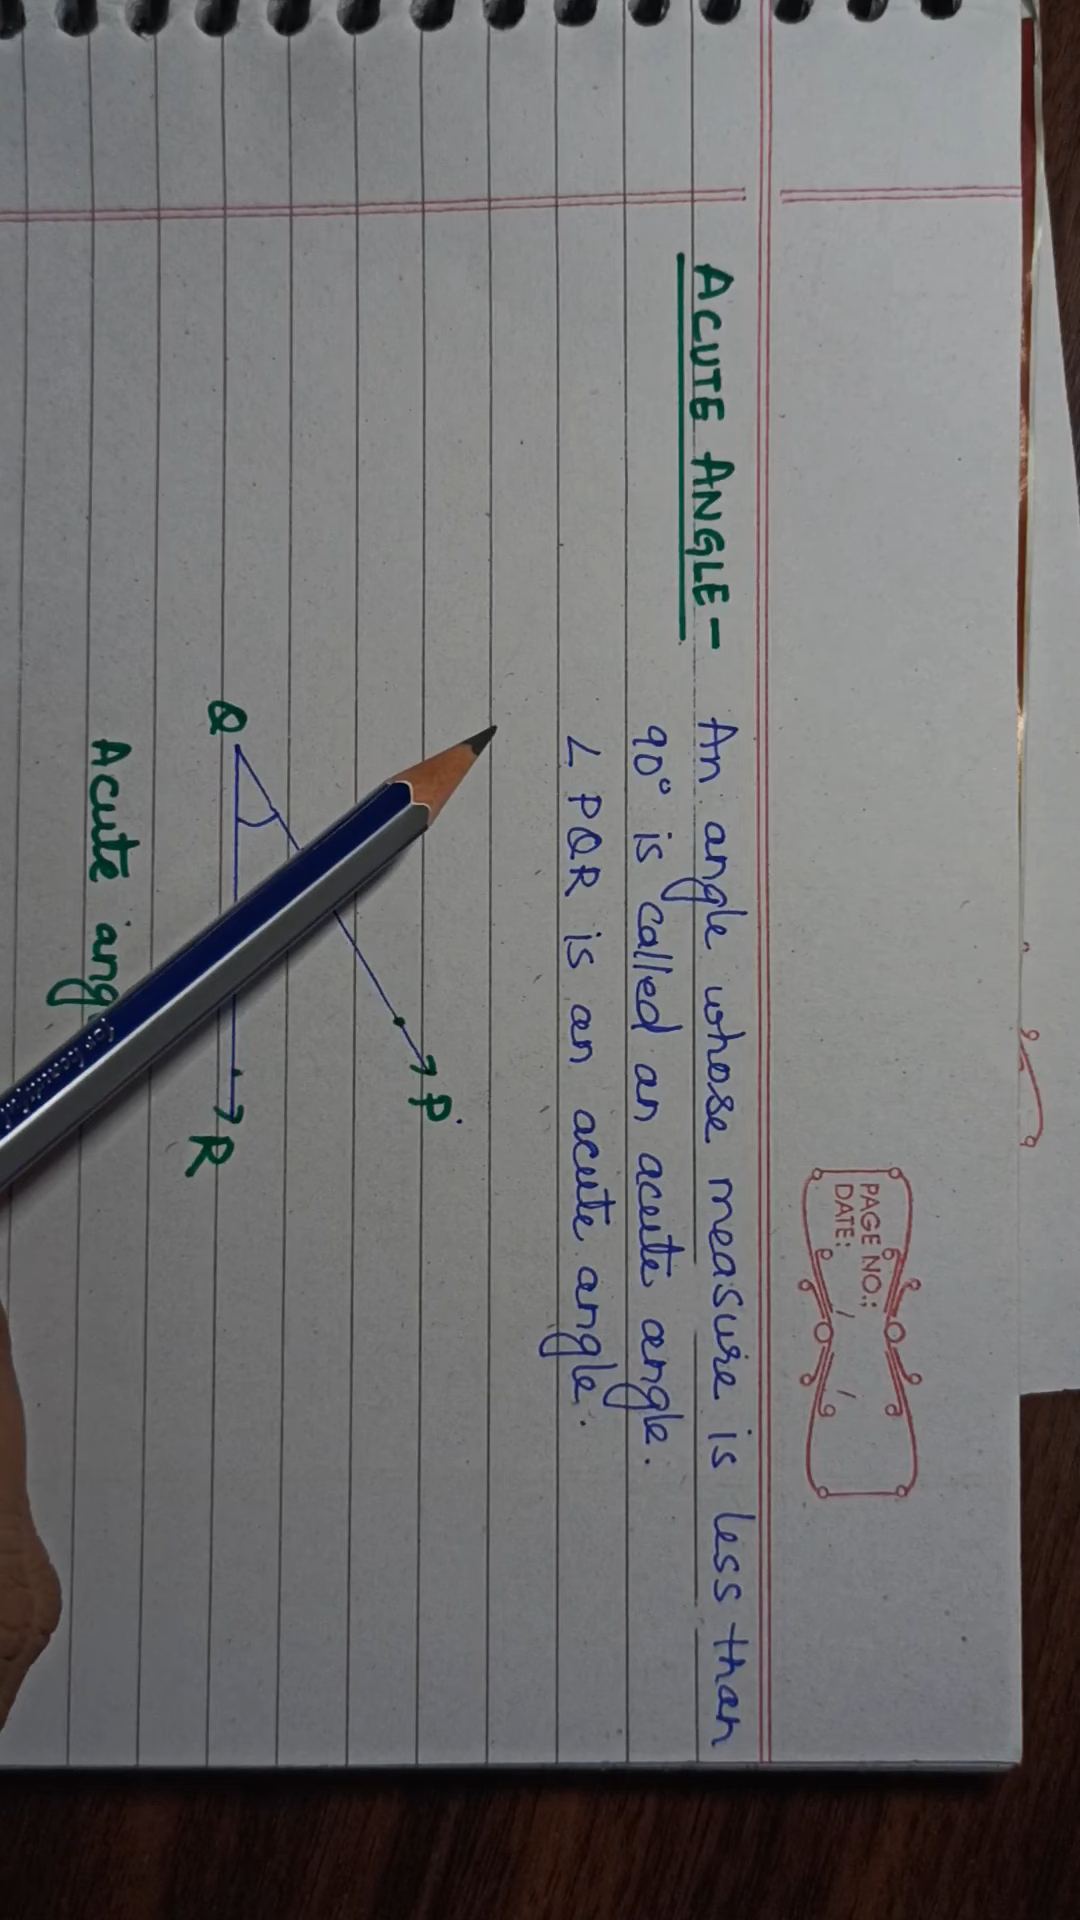 PAGE NO.:
DATE: / /
ACUTE ANGLE- An angle whose measure is less than
90° is called an acute angle.
∠ PQR is an acute angle.
P
Q
R
Acute